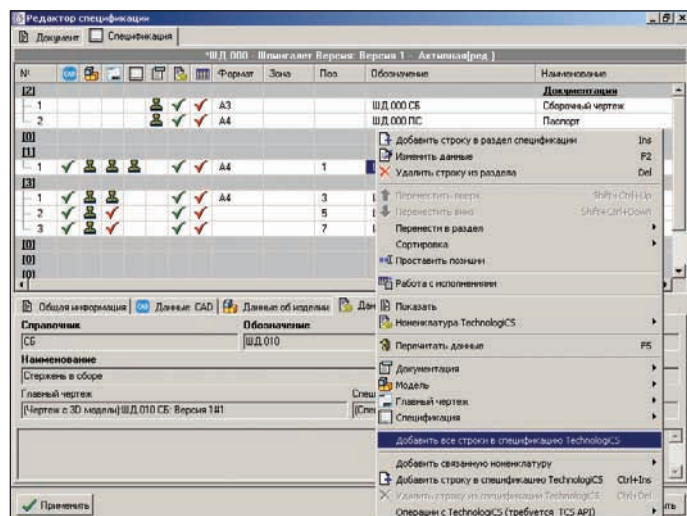 Редактор спецификации
Документ Спецификация
*ШД 000 - Шпингалет Версия: Версия 1 - Активная(ред.)
№ CAD Формат Зона Поз. Обозначение Наименование
[2] Документация
1 А3 ШД 000 СБ Сборочный чертеж
2 А4 ШД 000 ПС Паспорт
[0]
[1]
1 А4 1
[3]
1 А4 3
2 5
3 7
[0]
[0]
[0]
Добавить строку в раздел спецификации Ins
Изменить данные F2
Удалить строку из раздела Del
Переместить вверх Shift+Ctrl+Up
Переместить вниз Shift+Ctrl+Down
Перенести в раздел
Сортировка
Проставить позиции
Работа с исполнениями
Показать
Номенклатура TechnologiCS
Перечитать данные F5
Документация
Модель
Главный чертеж
Спецификация
Добавить все строки в спецификацию TechnologiCS
Добавить связанную номенклатуру
Добавить строку в спецификацию TechnologiCS Ctrl+Ins
Удалить строку из спецификации TechnologiCS Ctrl+Del
Операции с TechnologiCS (требуется TCS API)
Общая информация Данные CAD Данные об изделии
Справочник Обозначение
СБ ШД 010
Наименование
Стержень в сборе
Главный чертеж
(Чертеж с 3D модели) ШД 010 СБ: Версия 1#1
Применить